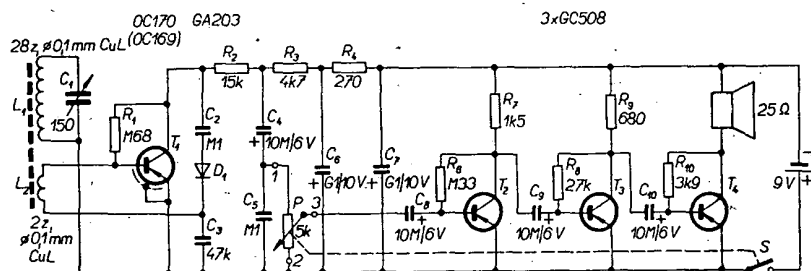 OC170 GA203
(OC169)
3xGC508
28z,ø0,1mm CuL
L1
C1
150
R1
M68
T1
R2
15k
R3
4k7
R4
270
C2
M1
D1
C3
47k
L2
2z,
ø0,1mm
CuL
C4
+ 10M/6V
1
C5
M1
P
5k
3
2
C6
+ G1/10V
C7
+ G1/10V
C8
+
10M/6V
R6
M33
R7
1k5
T2
C9
+
10M/6V
R8
27k
R9
680
T3
C10
+
10M/6V
R10
3k9
T4
25Ω
9V
+
S